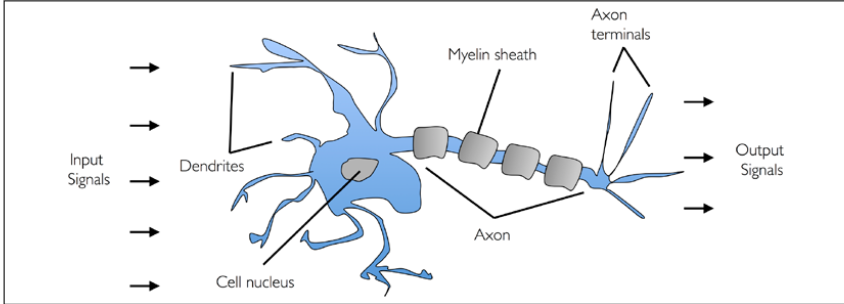 Axon
terminals
Myelin sheath
Input
Signals
Dendrites
Output
Signals
Axon
Cell nucleus